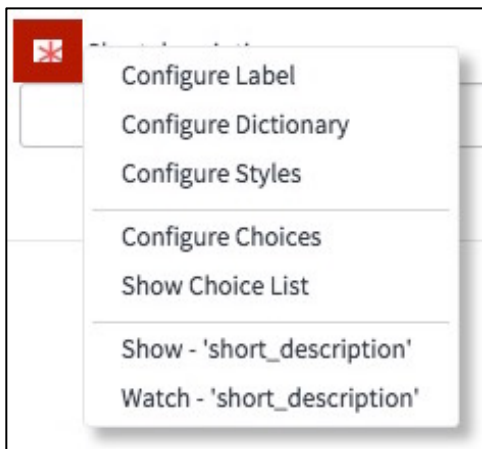 Configure Label
Configure Dictionary
Configure Styles
Configure Choices
Show Choice List
Show - 'short_description'
Watch - 'short_description'